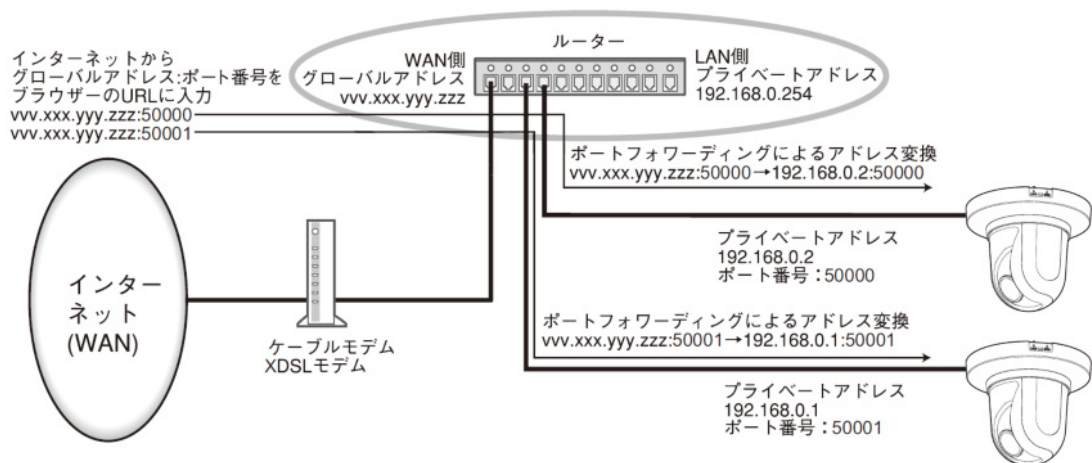 ルーター
インターネットから
グローバルアドレス:ポート番号を
ブラウザーのURLに入力
vvv.xxx.yyy.zzz:50000
vvv.xxx.yyy.zzz:50001
WAN側
グローバルアドレス
vvv.xxx.yyy.zzz
LAN側
プライベートアドレス
192.168.0.254
ポートフォワーディングによるアドレス変換
vvv.xxx.yyy.zzz:50000→192.168.0.2:50000
プライベートアドレス
192.168.0.2
ポート番号：50000
インター
ネット
(WAN)
ケーブルモデム
XDSLモデム
ポートフォワーディングによるアドレス変換
vvv.xxx.yyy.zzz:50001→192.168.0.1:50001
プライベートアドレス
192.168.0.1
ポート番号：50001